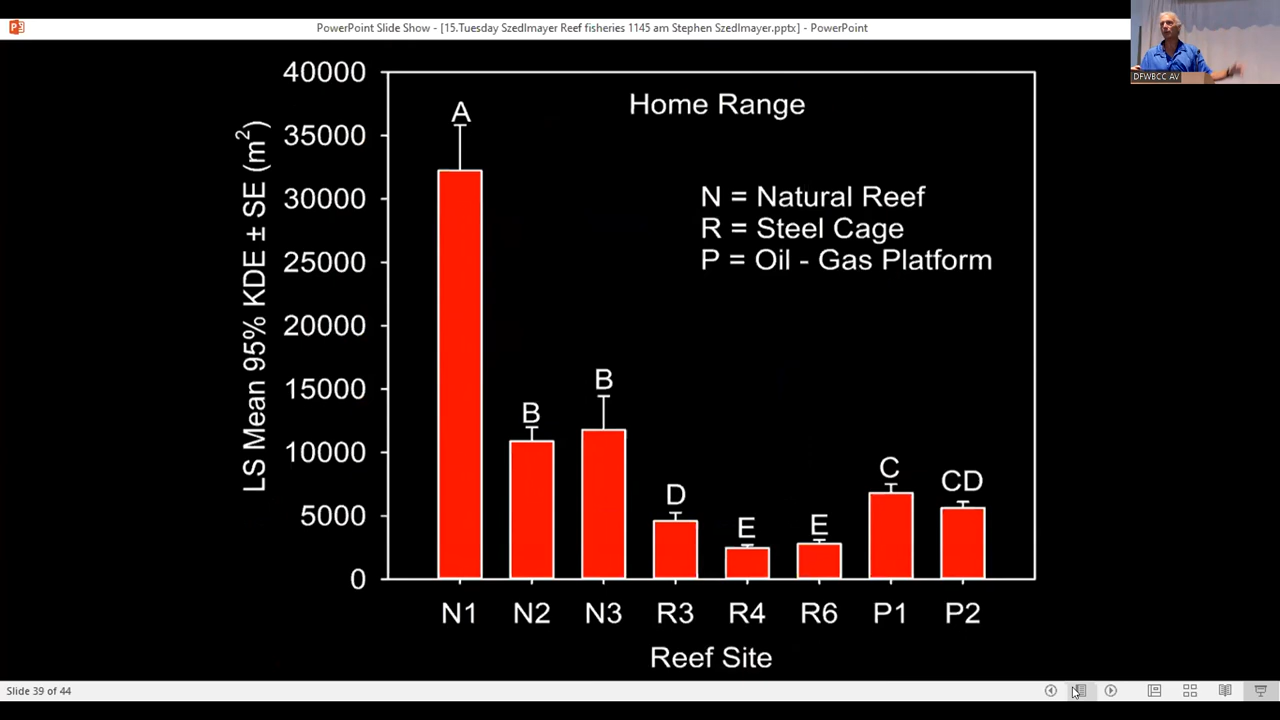 PowerPoint Slide Show - [15.Tuesday Szedlmayer Reef fisheries 1145 am Stephen Szedlmayer.pptx] - PowerPoint
DFWBCC AV
Home Range
N = Natural Reef
R = Steel Cage
P = Oil - Gas Platform
LS Mean 95% KDE ± SE (m²)
40000
35000
30000
25000
20000
15000
10000
5000
0
A
B
B
D
E
E
C
CD
N1 N2 N3 R3 R4 R6 P1 P2
Reef Site
Slide 39 of 44